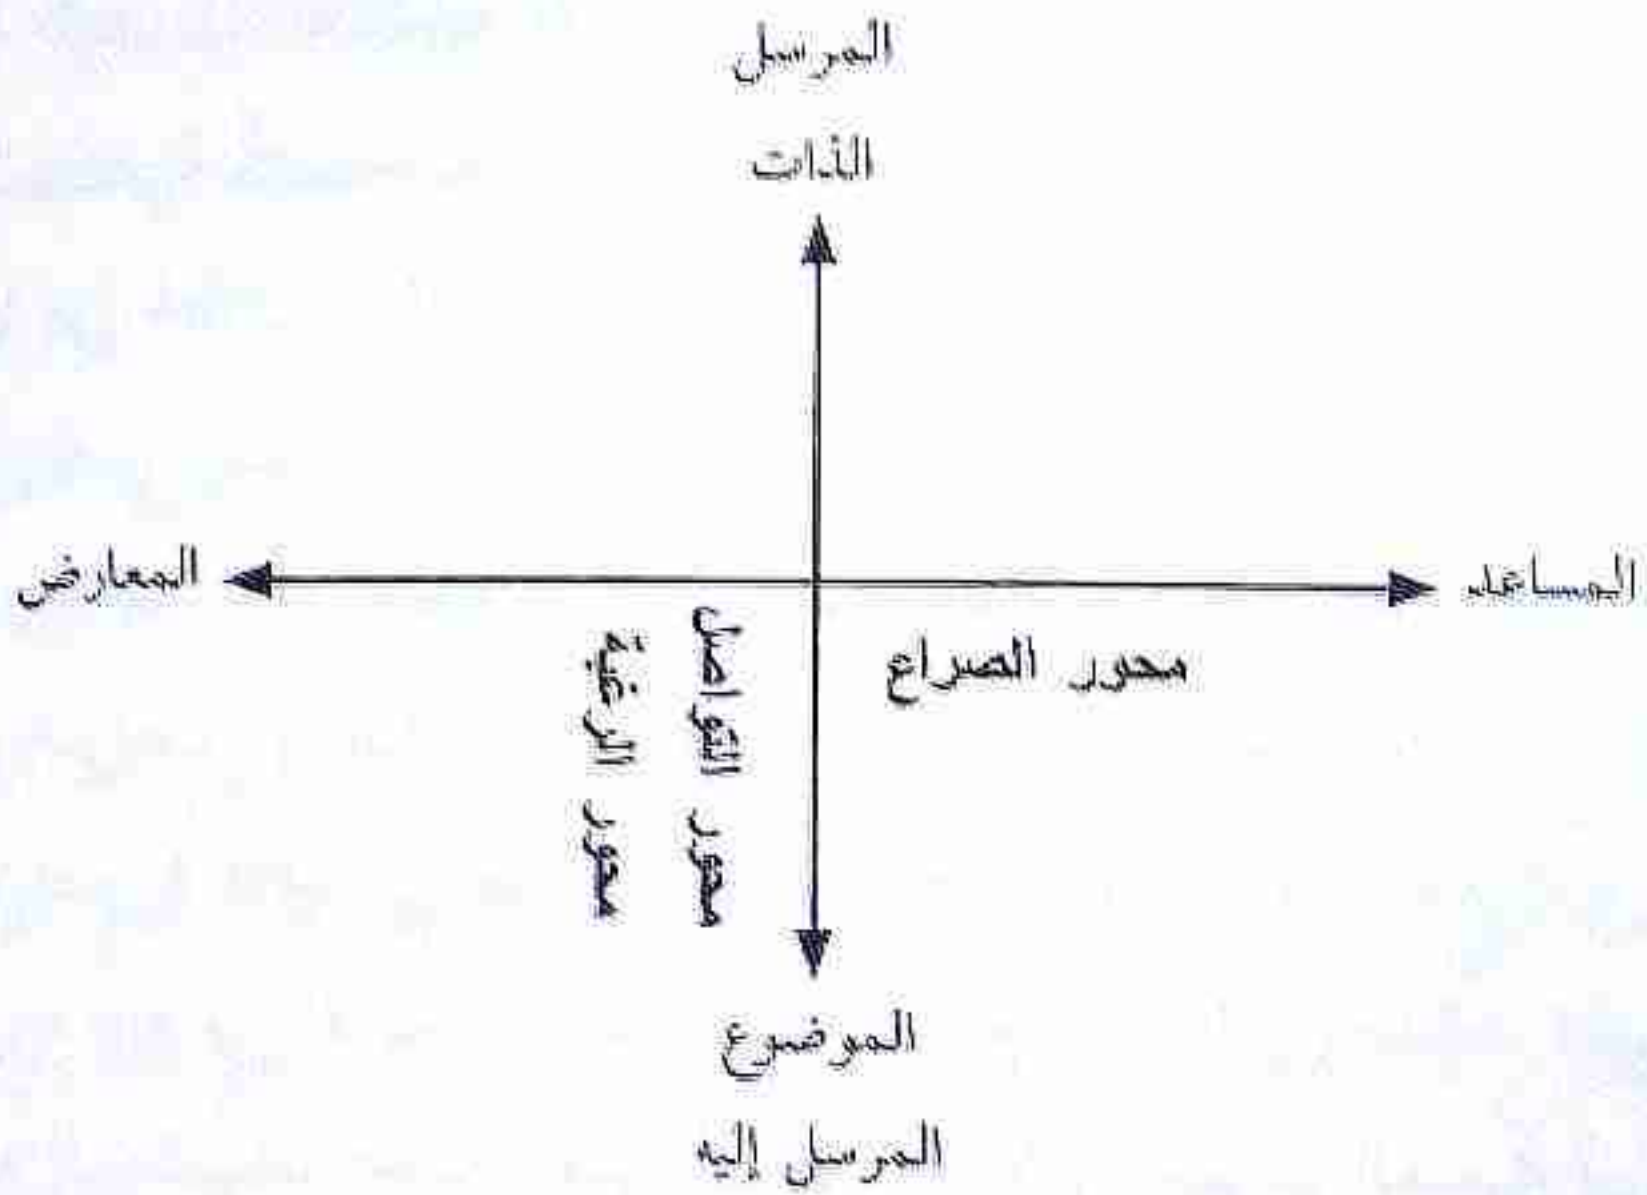 المرسل
الذات
المساعد
المعارض
محور الصراع
محور التواصل
محور الرغبة
الموضوع
المرسل إليه